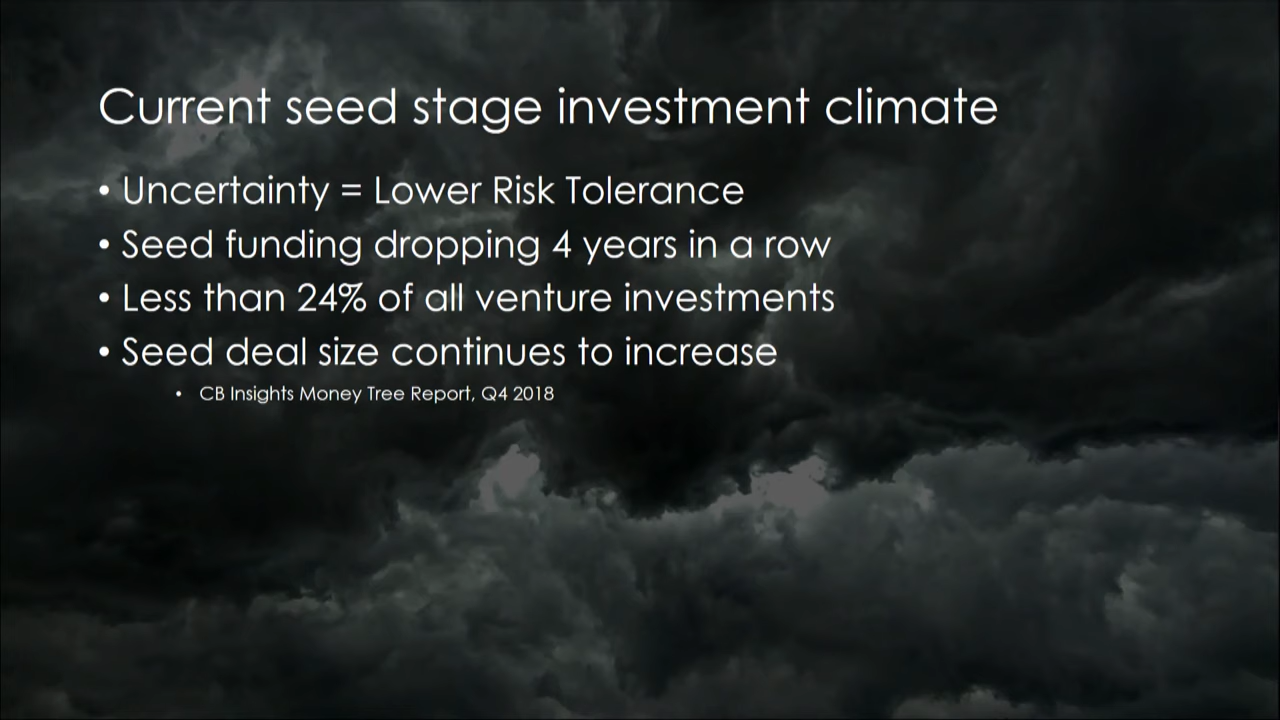 Current seed stage investment climate
• Uncertainty = Lower Risk Tolerance
• Seed funding dropping 4 years in a row
• Less than 24% of all venture investments
• Seed deal size continues to increase
• CB Insights Money Tree Report, Q4 2018